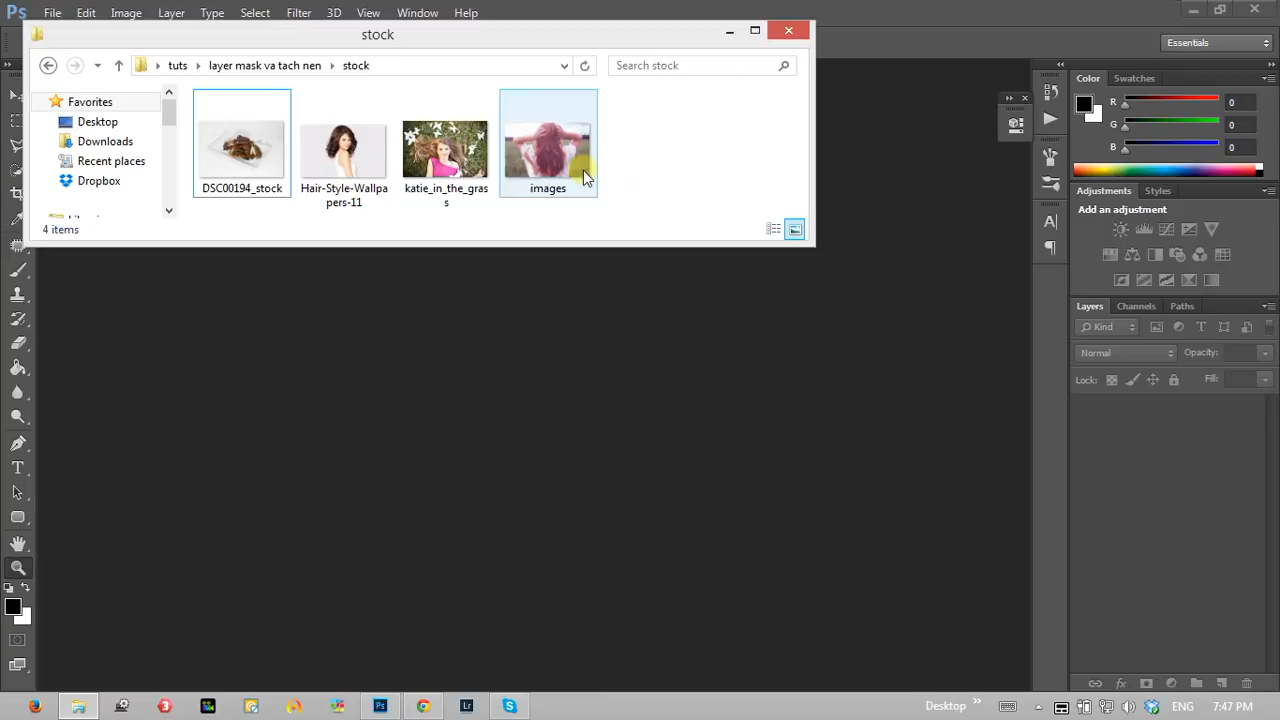 Ps File Edit Image Layer Type Select Filter 3D View Window Help
stock
Essentials
tuts layer mask va tach nen stock
Search stock
Favorites
Desktop
Downloads
Recent places
Dropbox
DSC00194_stock
Hair-Style-Wallpa
pers-11
katie_in_the_gras
s
images
4 items
Color Swatches
R 0
G 0
B 0
Adjustments Styles
Add an adjustment
Layers Channels Paths
Kind
Normal Opacity:
Lock: Fill:
Desktop
ENG 7:47 PM